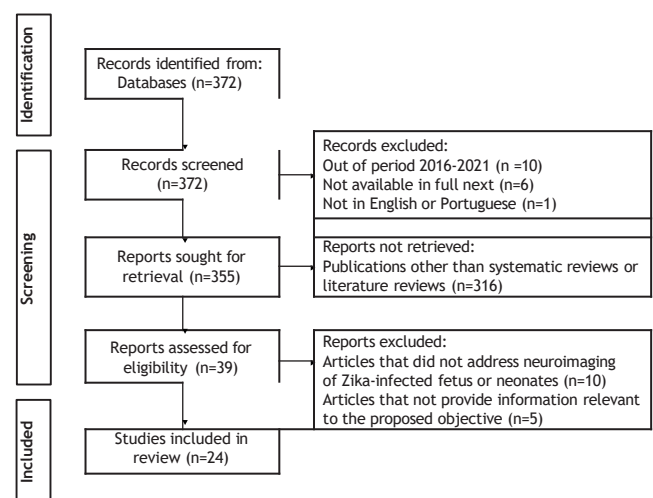 Identification
Records identified from:
Databases (n=372)
Screening
Records screened
(n=372)
Records excluded:
Out of period 2016-2021 (n =10)
Not available in full next (n=6)
Not in English or Portuguese (n=1)
Reports sought for
retrieval (n=355)
Reports not retrieved:
Publications other than systematic reviews or
literature reviews (n=316)
Reports assessed for
eligibility (n=39)
Reports excluded:
Articles that did not address neuroimaging
of Zika-infected fetus or neonates (n=10)
Articles that not provide information relevant
to the proposed objective (n=5)
Included
Studies included in
review (n=24)